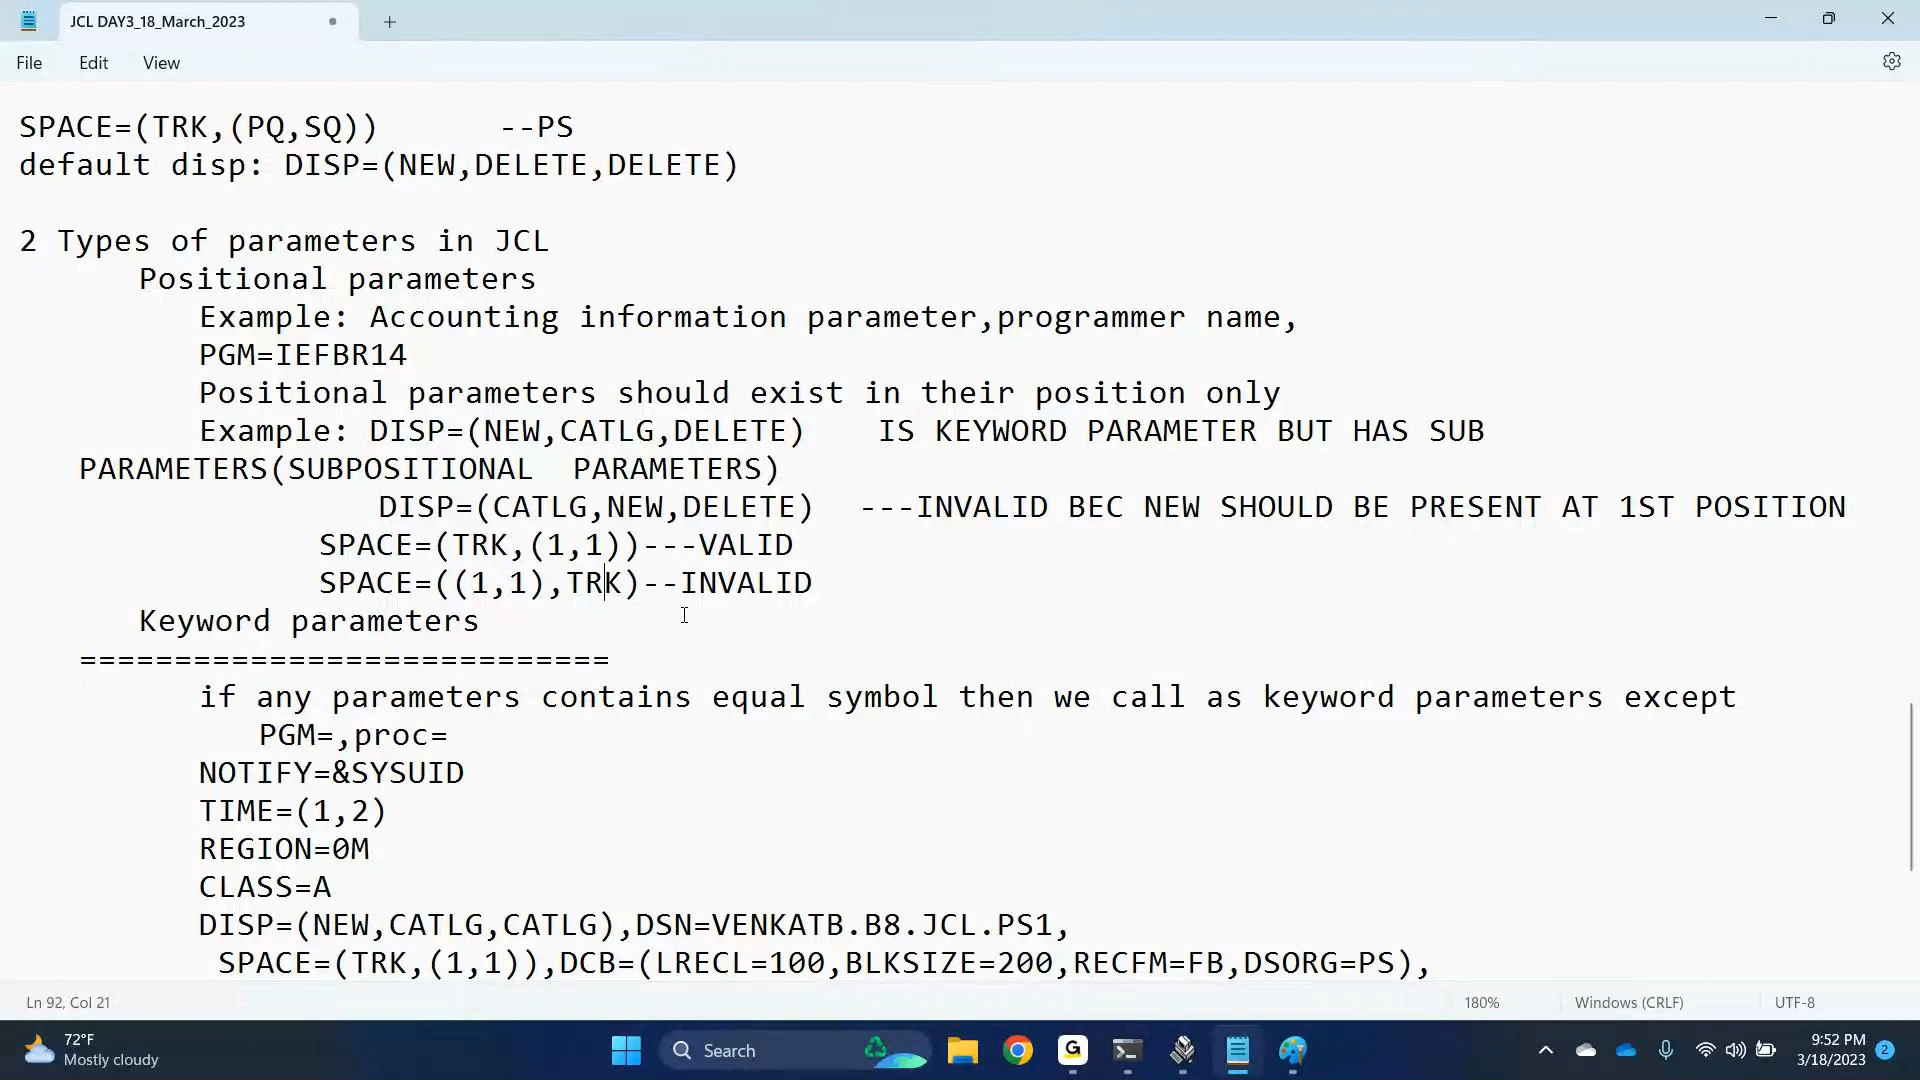 JCL DAY3_18_March_2023
File Edit View
SPACE=(TRK,(PQ,SQ)) --PS
default disp: DISP=(NEW,DELETE,DELETE)
2 Types of parameters in JCL
Positional parameters
Example: Accounting information parameter,programmer name,
PGM=IEFBR14
Positional parameters should exist in their position only
Example: DISP=(NEW,CATLG,DELETE) IS KEYWORD PARAMETER BUT HAS SUB
PARAMETERS(SUBPOSITIONAL PARAMETERS)
DISP=(CATLG,NEW,DELETE) ---INVALID BEC NEW SHOULD BE PRESENT AT 1ST POSITION
SPACE=(TRK,(1,1))---VALID
SPACE=((1,1),TRK)--INVALID
Keyword parameters
============================
if any parameters contains equal symbol then we call as keyword parameters except
PGM=,proc=
NOTIFY=&SYSUID
TIME=(1,2)
REGION=0M
CLASS=A
DISP=(NEW,CATLG,CATLG),DSN=VENKATB.B8.JCL.PS1,
SPACE=(TRK,(1,1)),DCB=(LRECL=100,BLKSIZE=200,RECFM=FB,DSORG=PS),
Ln 92, Col 21 180% Windows (CRLF) UTF-8
72°F
Mostly cloudy
Search
G
9:52 PM
3/18/2023
2